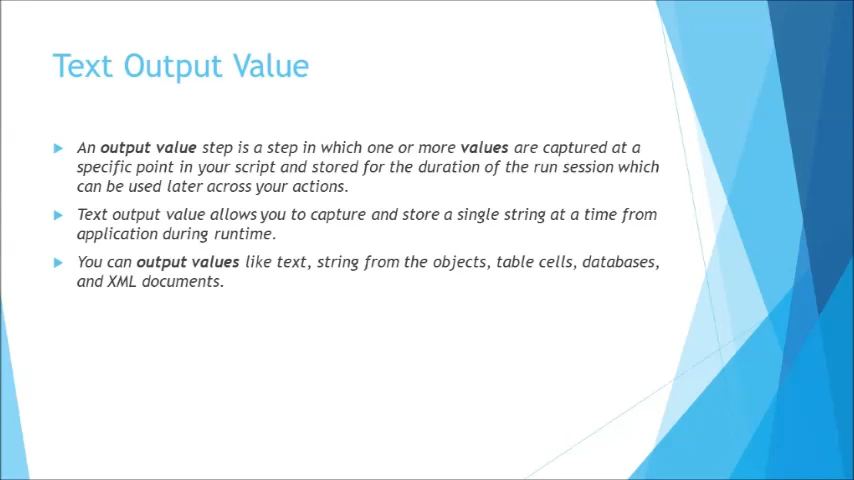 Text Output Value
An output value step is a step in which one or more values are captured at a
specific point in your script and stored for the duration of the run session which
can be used later across your actions.
Text output value allows you to capture and store a single string at a time from
application during runtime.
You can output values like text, string from the objects, table cells, databases,
and XML documents.